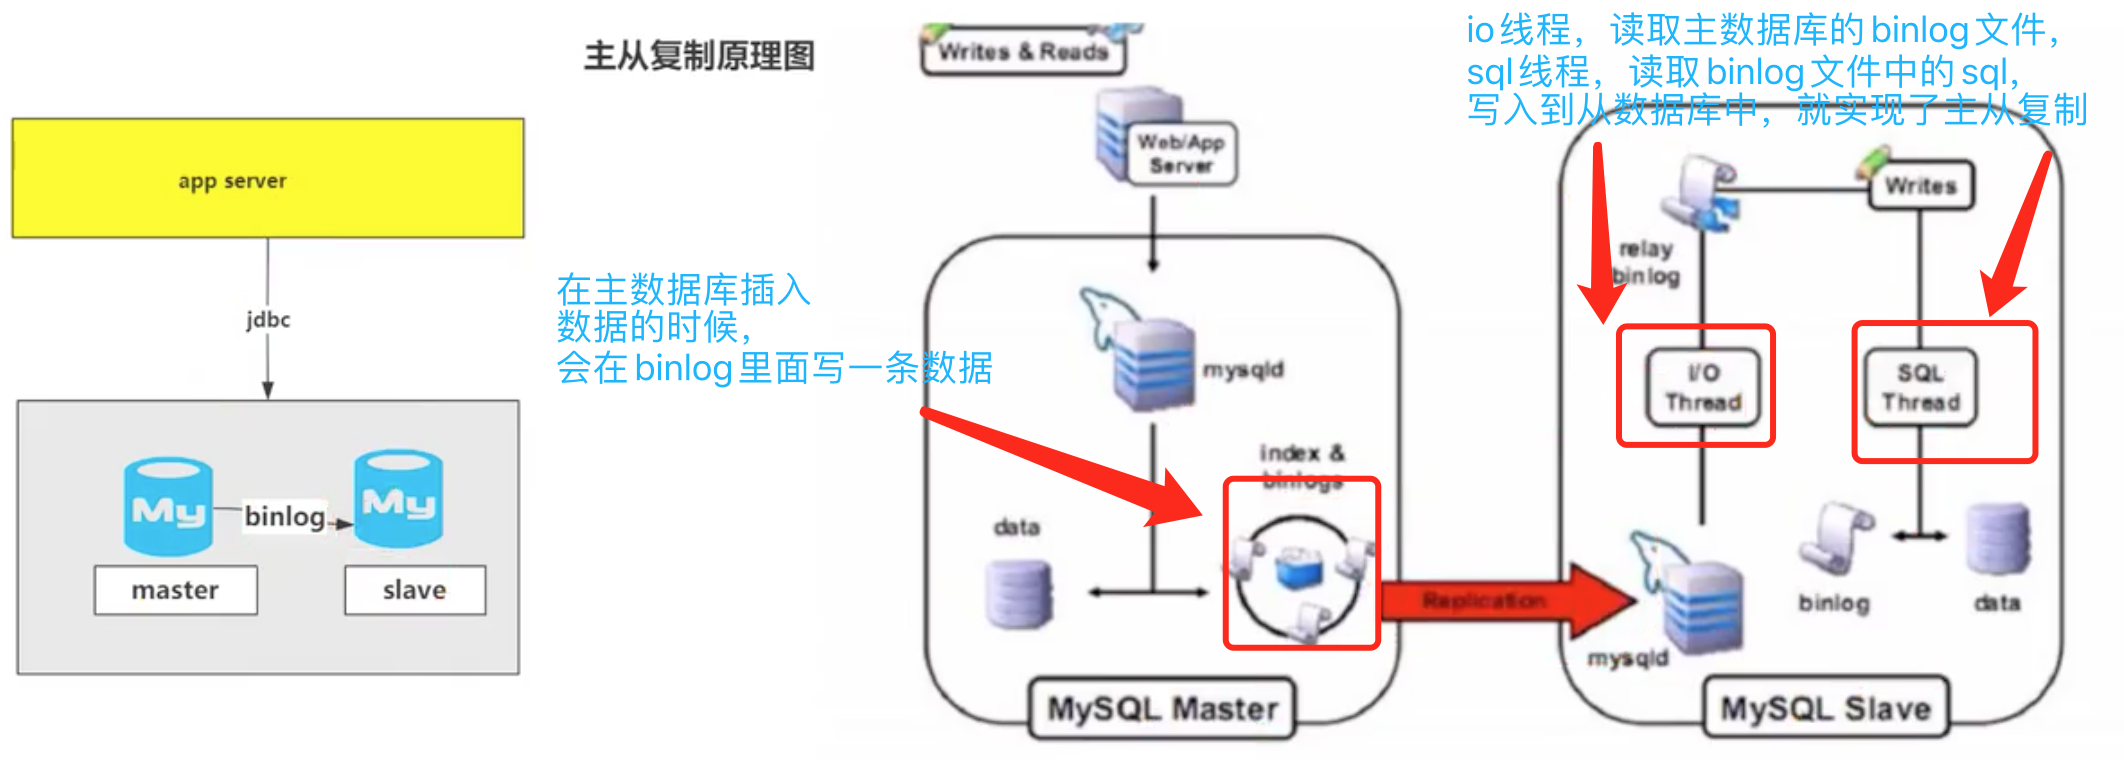 主从复制原理图
app server
jdbc
binlog
master
slave
在主数据库插入
数据的时候，
会在binlog里面写一条数据
Writes & Reads
Web/App
Server
mysqld
index &
binlogs
data
MySQL Master
Replication
io线程，读取主数据库的binlog文件，
sql线程，读取binlog文件中的sql，
写入到从数据库中，就实现了主从复制
Writes
relay
binlog
I/O
Thread
SQL
Thread
mysqld
binlog
data
MySQL Slave
My
My